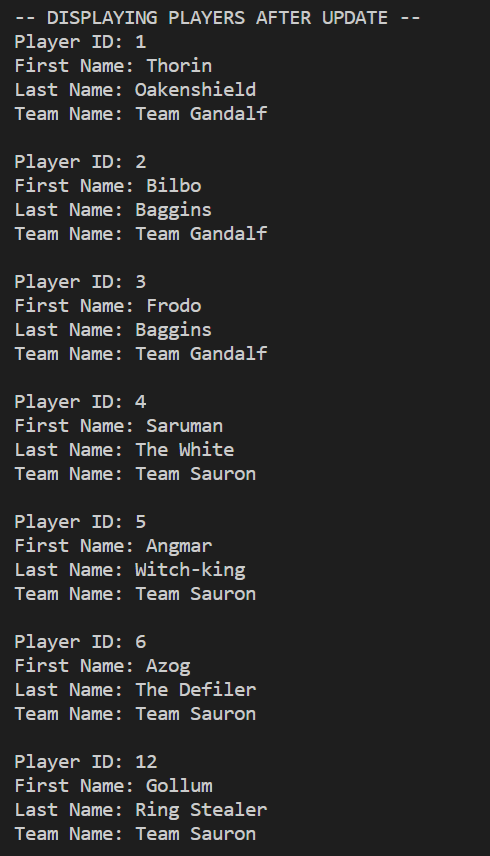 -- DISPLAYING PLAYERS AFTER UPDATE --
Player ID: 1
First Name: Thorin
Last Name: Oakenshield
Team Name: Team Gandalf

Player ID: 2
First Name: Bilbo
Last Name: Baggins
Team Name: Team Gandalf

Player ID: 3
First Name: Frodo
Last Name: Baggins
Team Name: Team Gandalf

Player ID: 4
First Name: Saruman
Last Name: The White
Team Name: Team Sauron

Player ID: 5
First Name: Angmar
Last Name: Witch-king
Team Name: Team Sauron

Player ID: 6
First Name: Azog
Last Name: The Defiler
Team Name: Team Sauron

Player ID: 12
First Name: Gollum
Last Name: Ring Stealer
Team Name: Team Sauron